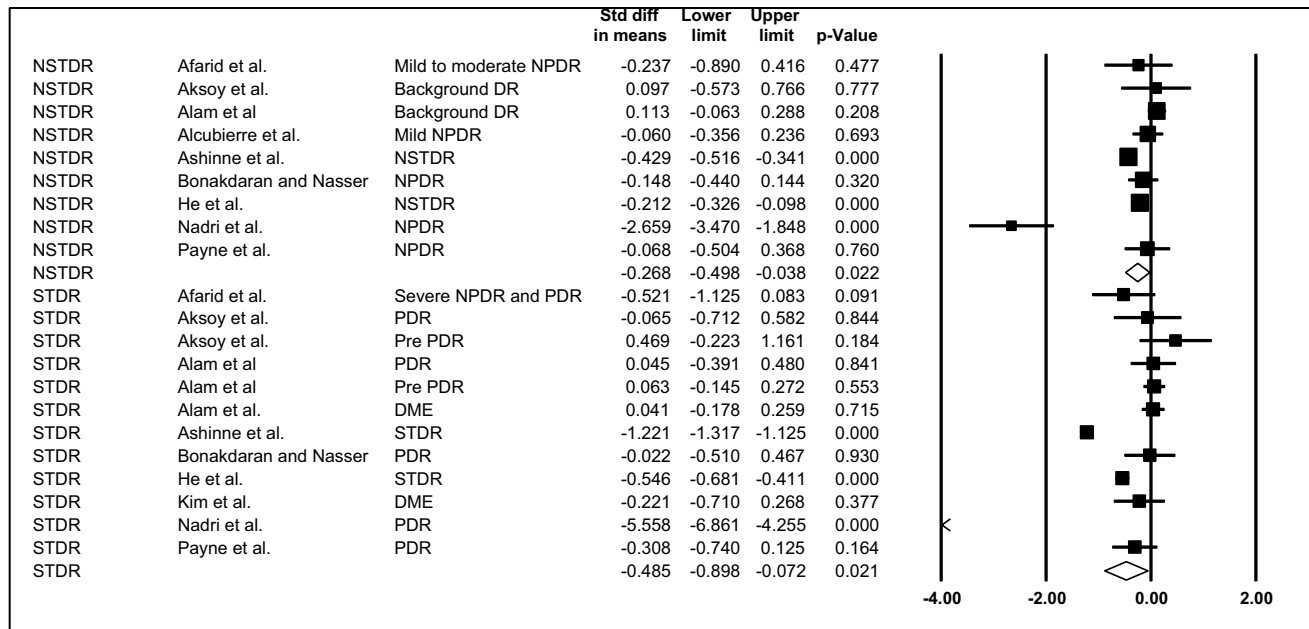 Std diff Lower Upper
in means limit limit p-Value
NSTDR Afarid et al. Mild to moderate NPDR -0.237 -0.890 0.416 0.477
NSTDR Aksoy et al. Background DR 0.097 -0.573 0.766 0.777
NSTDR Alam et al Background DR 0.113 -0.063 0.288 0.208
NSTDR Alcubierre et al. Mild NPDR -0.060 -0.356 0.236 0.693
NSTDR Ashinne et al. NSTDR -0.429 -0.516 -0.341 0.000
NSTDR Bonakdaran and Nasser NPDR -0.148 -0.440 0.144 0.320
NSTDR He et al. NSTDR -0.212 -0.326 -0.098 0.000
NSTDR Nadri et al. NPDR -2.659 -3.470 -1.848 0.000
NSTDR Payne et al. NPDR -0.068 -0.504 0.368 0.760
NSTDR -0.268 -0.498 -0.038 0.022
STDR Afarid et al. Severe NPDR and PDR -0.521 -1.125 0.083 0.091
STDR Aksoy et al. PDR -0.065 -0.712 0.582 0.844
STDR Aksoy et al. Pre PDR 0.469 -0.223 1.161 0.184
STDR Alam et al PDR 0.045 -0.391 0.480 0.841
STDR Alam et al Pre PDR 0.063 -0.145 0.272 0.553
STDR Alam et al. DME 0.041 -0.178 0.259 0.715
STDR Ashinne et al. STDR -1.221 -1.317 -1.125 0.000
STDR Bonakdaran and Nasser PDR -0.022 -0.510 0.467 0.930
STDR He et al. STDR -0.546 -0.681 -0.411 0.000
STDR Kim et al. DME -0.221 -0.710 0.268 0.377
STDR Nadri et al. PDR -5.558 -6.861 -4.255 0.000
STDR Payne et al. PDR -0.308 -0.740 0.125 0.164
STDR -0.485 -0.898 -0.072 0.021
-4.00 -2.00 0.00 2.00